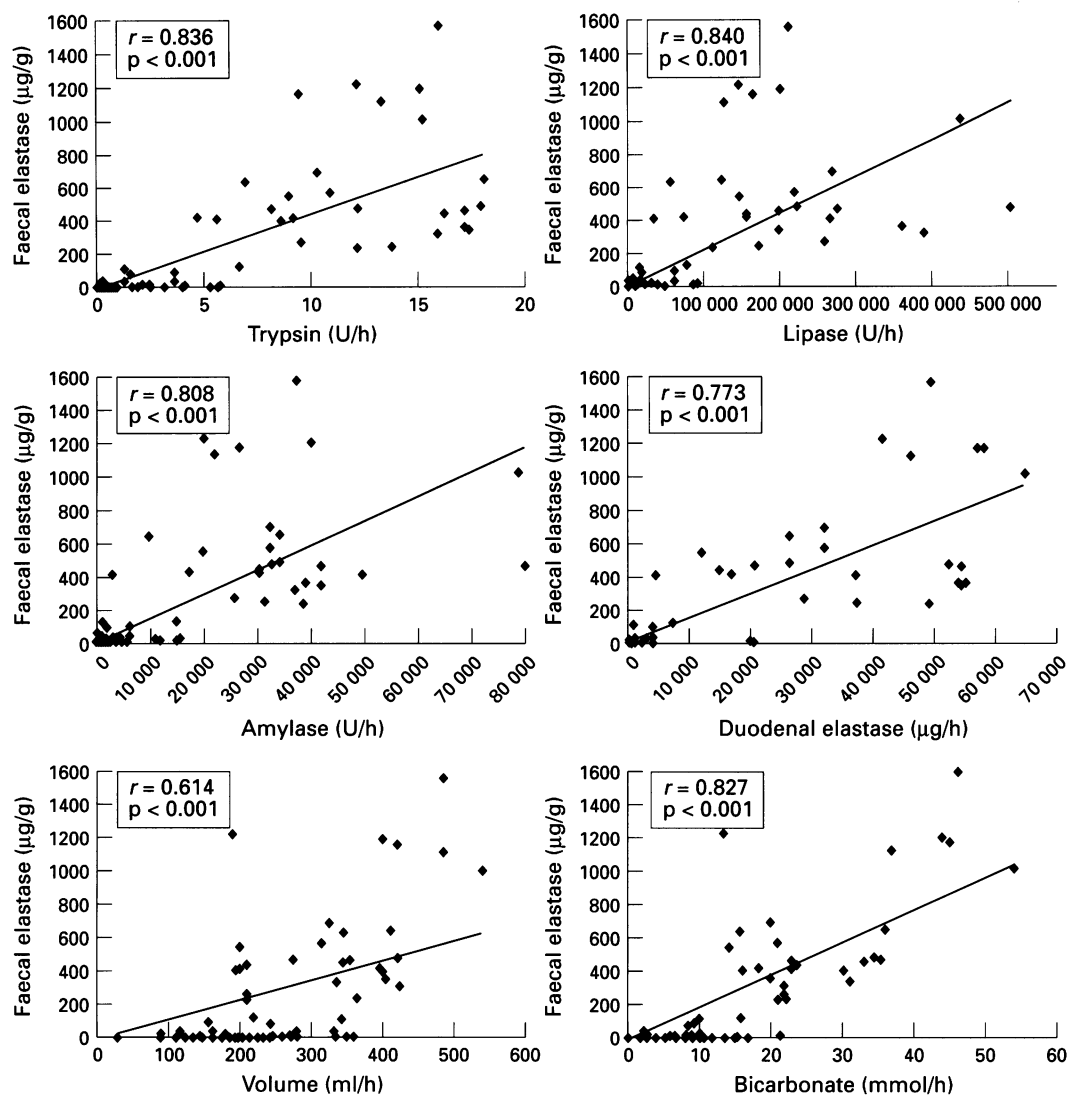 r = 0.836
p < 0.001
Faecal elastase (μg/g)
1600
1400
1200
1000
800
600
400
200
0
0 5 10 15 20
Trypsin (U/h)
r = 0.840
p < 0.001
Faecal elastase (μg/g)
1600
1400
1200
1000
800
600
400
200
0
0 100 000 200 000 300 000 400 000 500 000
Lipase (U/h)
r = 0.808
p < 0.001
Faecal elastase (μg/g)
1600
1400
1200
1000
800
600
400
200
0
0 10 000 20 000 30 000 40 000 50 000 60 000 70 000 80 000
Amylase (U/h)
r = 0.773
p < 0.001
Faecal elastase (μg/g)
1600
1400
1200
1000
800
600
400
200
0
0 10 000 20 000 30 000 40 000 50 000 60 000 70 000
Duodenal elastase (μg/h)
r = 0.614
p < 0.001
Faecal elastase (μg/g)
1600
1400
1200
1000
800
600
400
200
0
0 100 200 300 400 500 600
Volume (ml/h)
r = 0.827
p < 0.001
Faecal elastase (μg/g)
1600
1400
1200
1000
800
600
400
200
0
0 10 20 30 40 50 60
Bicarbonate (mmol/h)